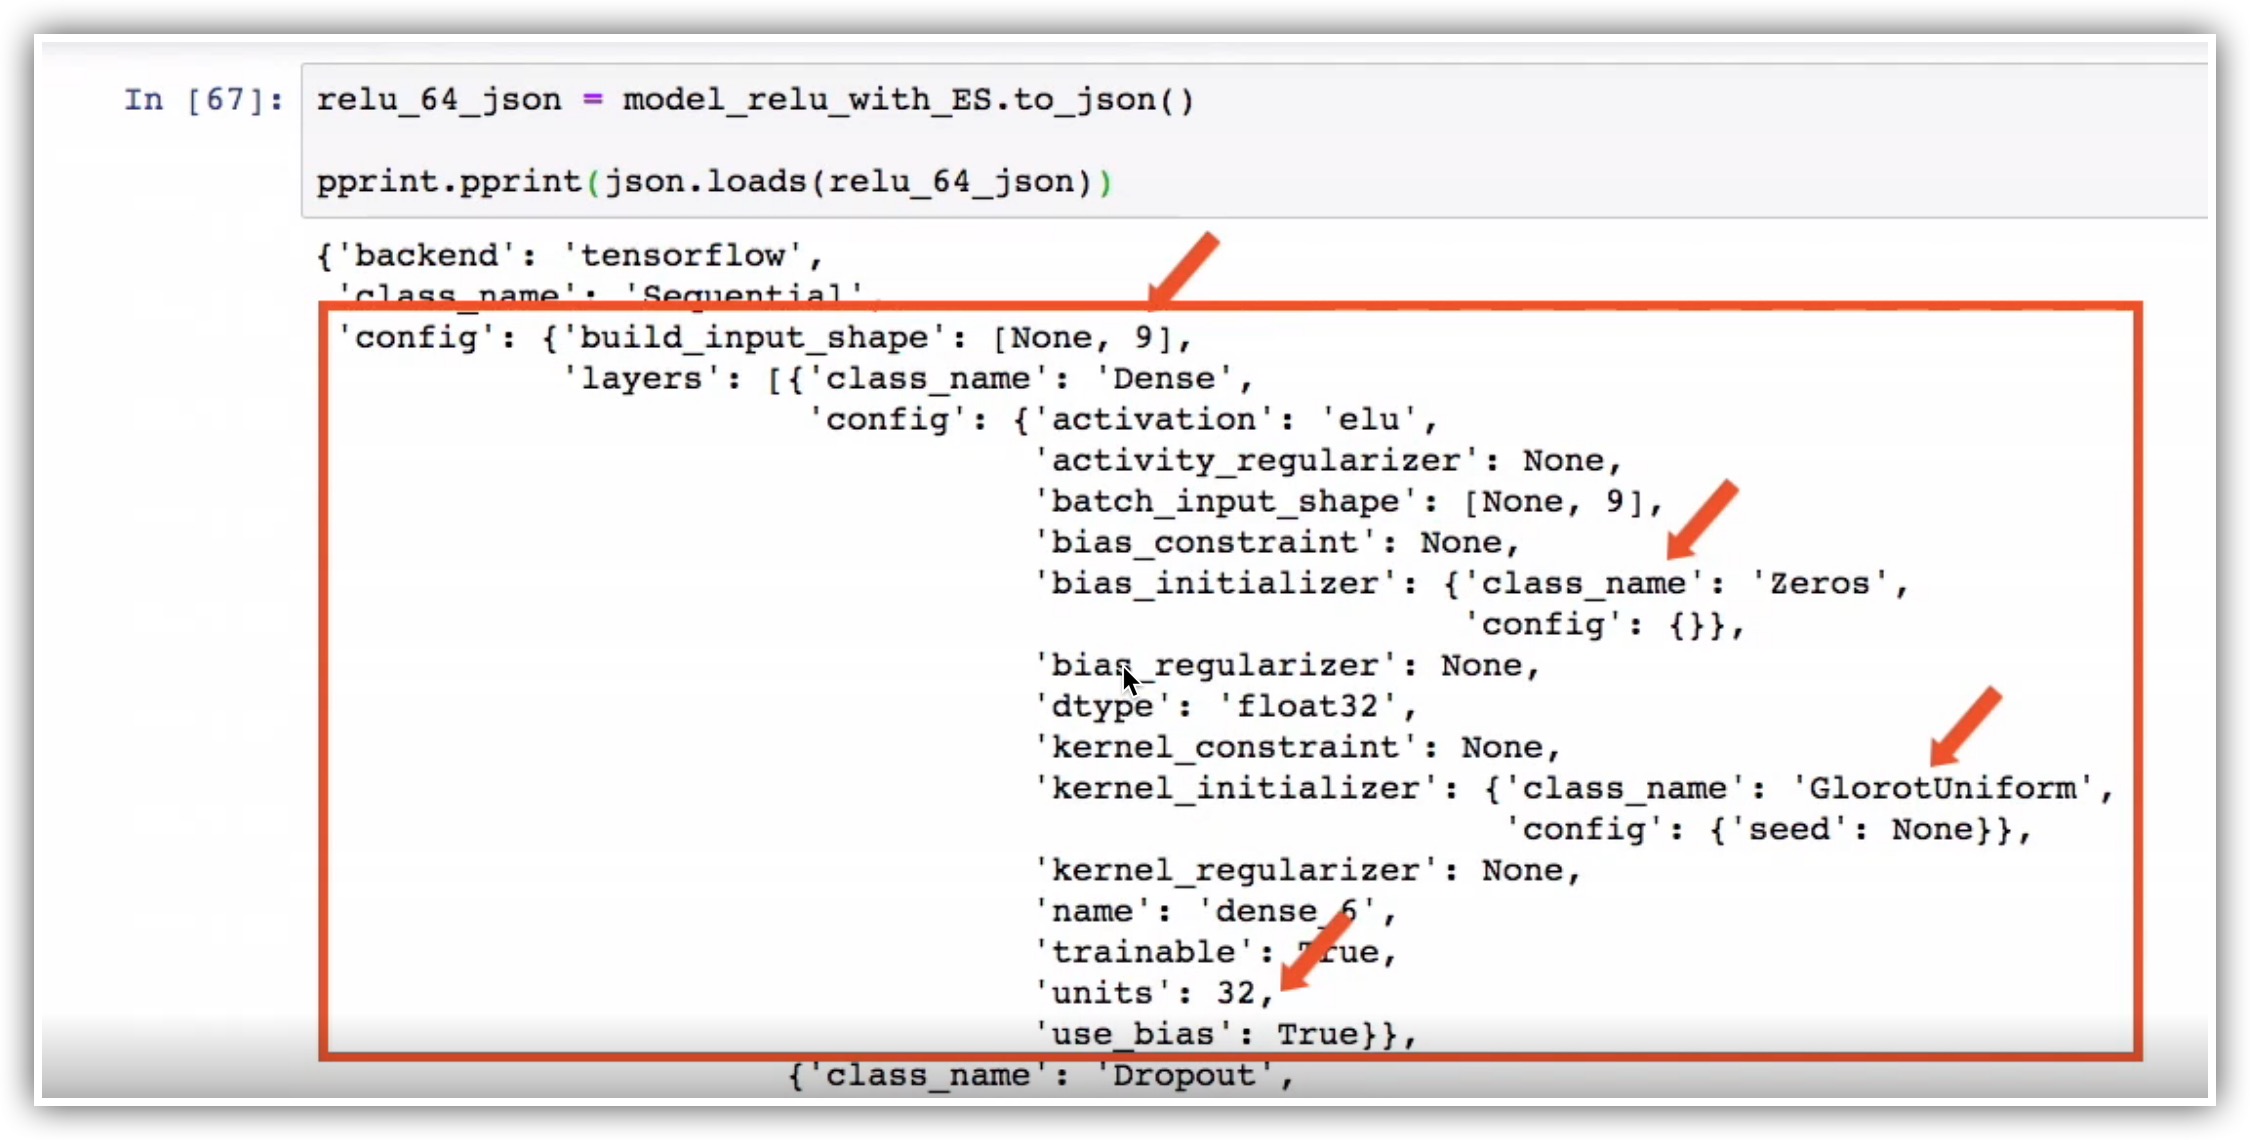 In [67]: relu_64_json = model_relu_with_ES.to_json()
pprint.pprint(json.loads(relu_64_json))
{'backend': 'tensorflow',
'class_name': 'Sequential',
'config': {'build_input_shape': [None, 9],
'layers': [{'class_name': 'Dense',
'config': {'activation': 'elu',
'activity_regularizer': None,
'batch_input_shape': [None, 9],
'bias_constraint': None,
'bias_initializer': {'class_name': 'Zeros',
'config': {}},
'bias_regularizer': None,
'dtype': 'float32',
'kernel_constraint': None,
'kernel_initializer': {'class_name': 'GlorotUniform',
'config': {'seed': None}},
'kernel_regularizer': None,
'name': 'dense_6',
'trainable': True,
'units': 32,
'use_bias': True}},
{'class_name': 'Dropout',